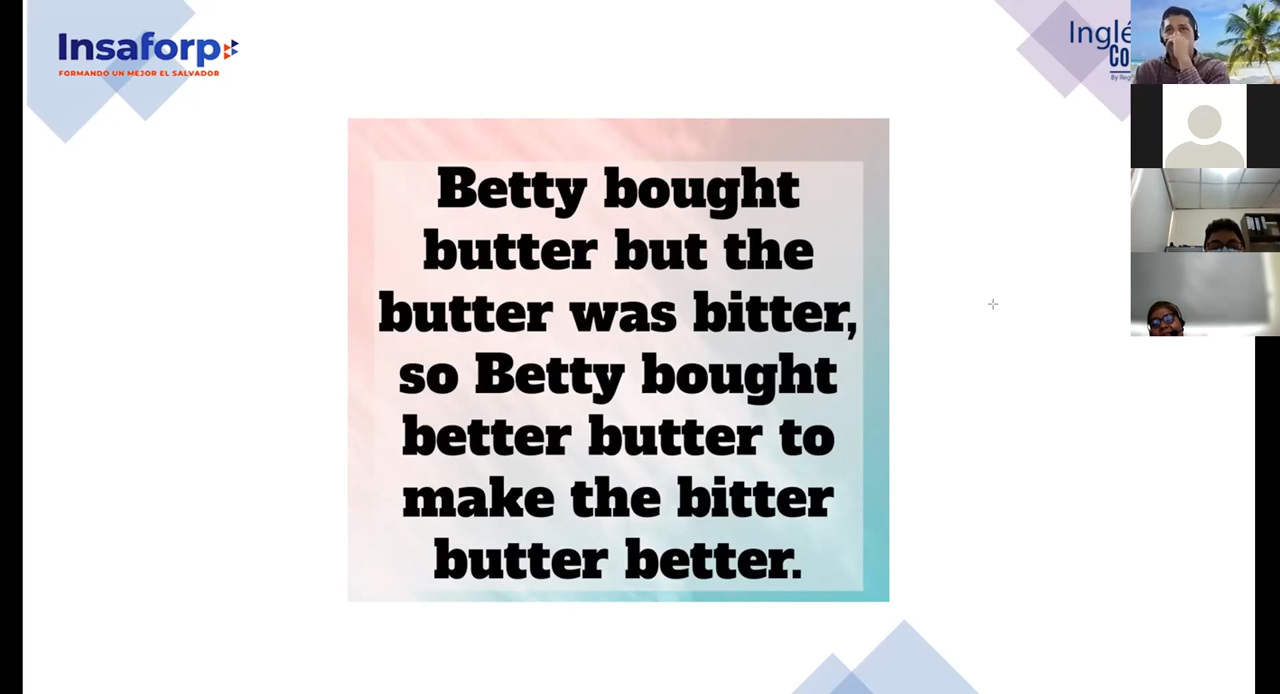 Insaforp
FORMANDO UN MEJOR EL SALVADOR
Betty bought
butter but the
butter was bitter,
so Betty bought
better butter to
make the bitter
butter better.